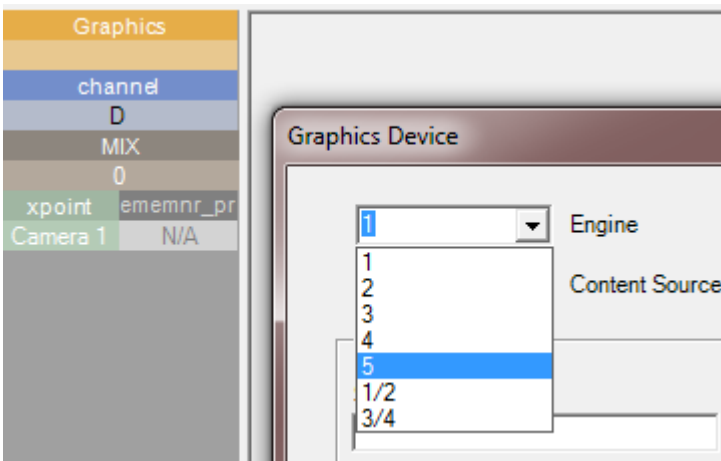 Graphics
channel
D
MIX
0
xpoint ememnr_pr
Camera 1 N/A
Graphics Device
1 Engine
1
2
3
4
5
1/2
3/4
Content Source